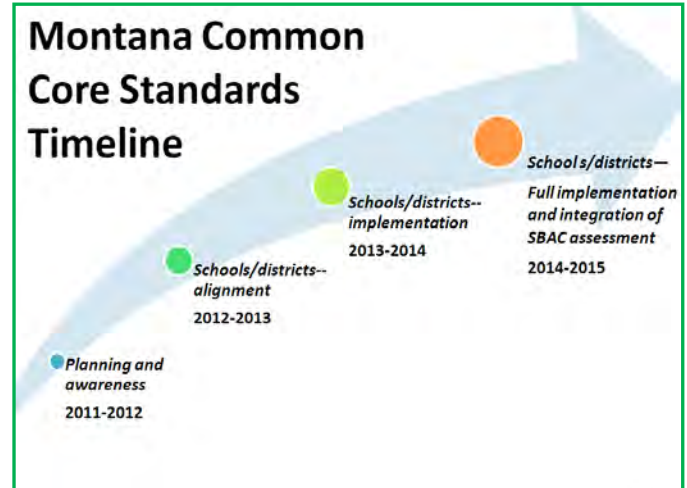 Montana Common
Core Standards
Timeline
Schools/districts—
Full implementation
and integration of
SBAC assessment
2014-2015
Schools/districts--
implementation
2013-2014
Schools/districts--
alignment
2012-2013
Planning and
awareness
2011-2012